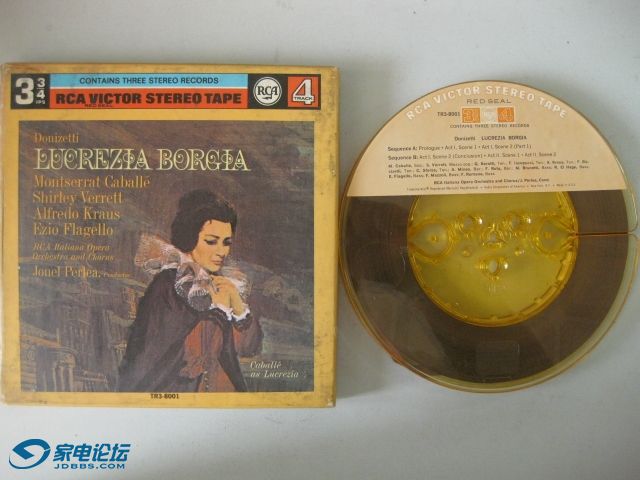 3 3/4 IPS
CONTAINS THREE STEREO RECORDS
RCA VICTOR STEREO TAPE
RED SEAL
RCA
4
TRACK
Donizetti
LUCREZIA BORGIA
Montserrat Caballé
Shirley Verrett
Alfredo Kraus
Ezio Flagello
RCA Italiana Opera
Orchestra and Chorus
Jonel Perlea, Conductor
Caballé
as Lucrezia
TR3-8001
RCA VICTOR STEREO TAPE
RED SEAL
TR3-8001
CONTAINS THREE STEREO RECORDS
Donizetti LUCREZIA BORGIA
Sequence A: Prologue • Act I, Scene 1 • Act I, Scene 2 (Part 1)
Sequence B: Act I, Scene 2 (Conclusion) • Act II, Scene 1 • Act II, Scene 2
RCA Italiana Opera Orchestra and Chorus/J. Perlea, Cond.
家电论坛
JDBBS.COM